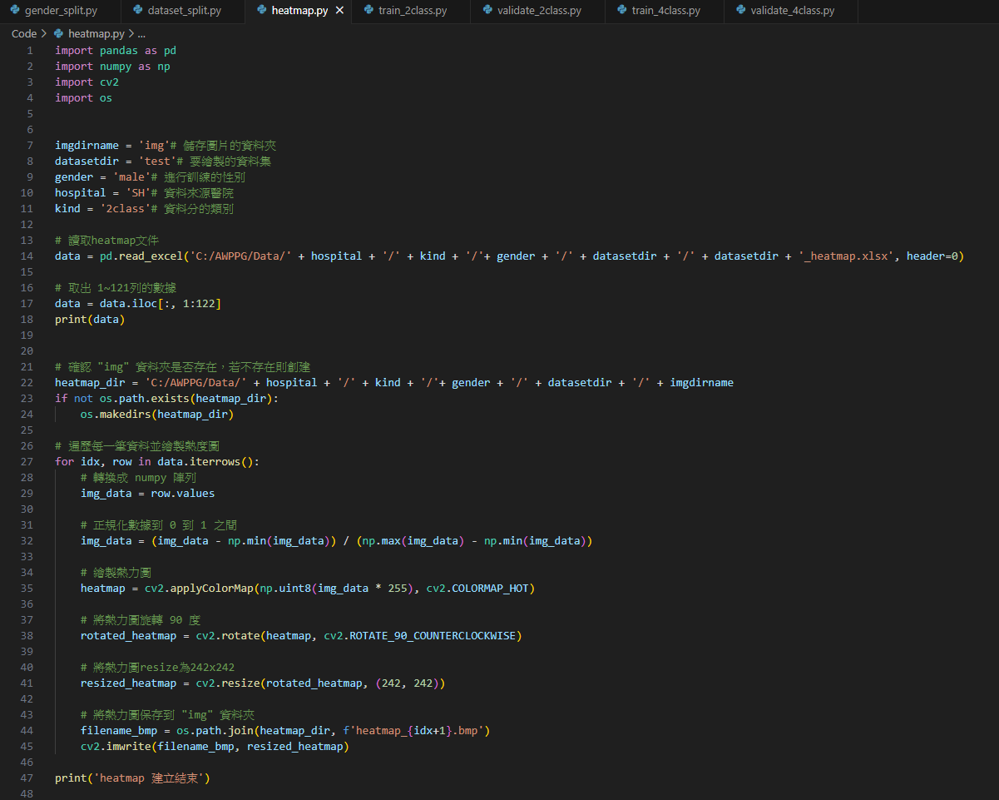 gender_split.py dataset_split.py heatmap.py × train_2class.py validate_2class.py train_4class.py validate_4class.py
Code > heatmap.py > ...
1 import pandas as pd
2 import numpy as np
3 import cv2
4 import os
5
6
7 imgdirname = 'img'# 儲存圖片的資料夾
8 datasetdir = 'test'# 要繪製的資料集
9 gender = 'male'# 進行訓練的性別
10 hospital = 'SH'# 資料來源醫院
11 kind = '2class'# 資料分的類別
12
13 # 讀取heatmap文件
14 data = pd.read_excel('C:/AWPPG/Data/' + hospital + '/' + kind + '/'+ gender + '/' + datasetdir + '/' + datasetdir + '_heatmap.xlsx', header=0)
15
16 # 取出 1~121列的數據
17 data = data.iloc[:, 1:122]
18 print(data)
19
20
21 # 確認 "img" 資料夾是否存在，若不存在則創建
22 heatmap_dir = 'C:/AWPPG/Data/' + hospital + '/' + kind + '/'+ gender + '/' + datasetdir + '/' + imgdirname
23 if not os.path.exists(heatmap_dir):
24     os.makedirs(heatmap_dir)
25
26 # 遍歷每一筆資料並繪製熱度圖
27 for idx, row in data.iterrows():
28     # 轉換成 numpy 陣列
29     img_data = row.values
30
31     # 正規化數據到 0 到 1 之間
32     img_data = (img_data - np.min(img_data)) / (np.max(img_data) - np.min(img_data))
33
34     # 繪製熱力圖
35     heatmap = cv2.applyColorMap(np.uint8(img_data * 255), cv2.COLORMAP_HOT)
36
37     # 將熱力圖旋轉 90 度
38     rotated_heatmap = cv2.rotate(heatmap, cv2.ROTATE_90_COUNTERCLOCKWISE)
39
40     # 將熱力圖resize為242x242
41     resized_heatmap = cv2.resize(rotated_heatmap, (242, 242))
42
43     # 將熱力圖保存到 "img" 資料夾
44     filename_bmp = os.path.join(heatmap_dir, f'heatmap_{idx+1}.bmp')
45     cv2.imwrite(filename_bmp, resized_heatmap)
46
47 print('heatmap 建立結束')
48